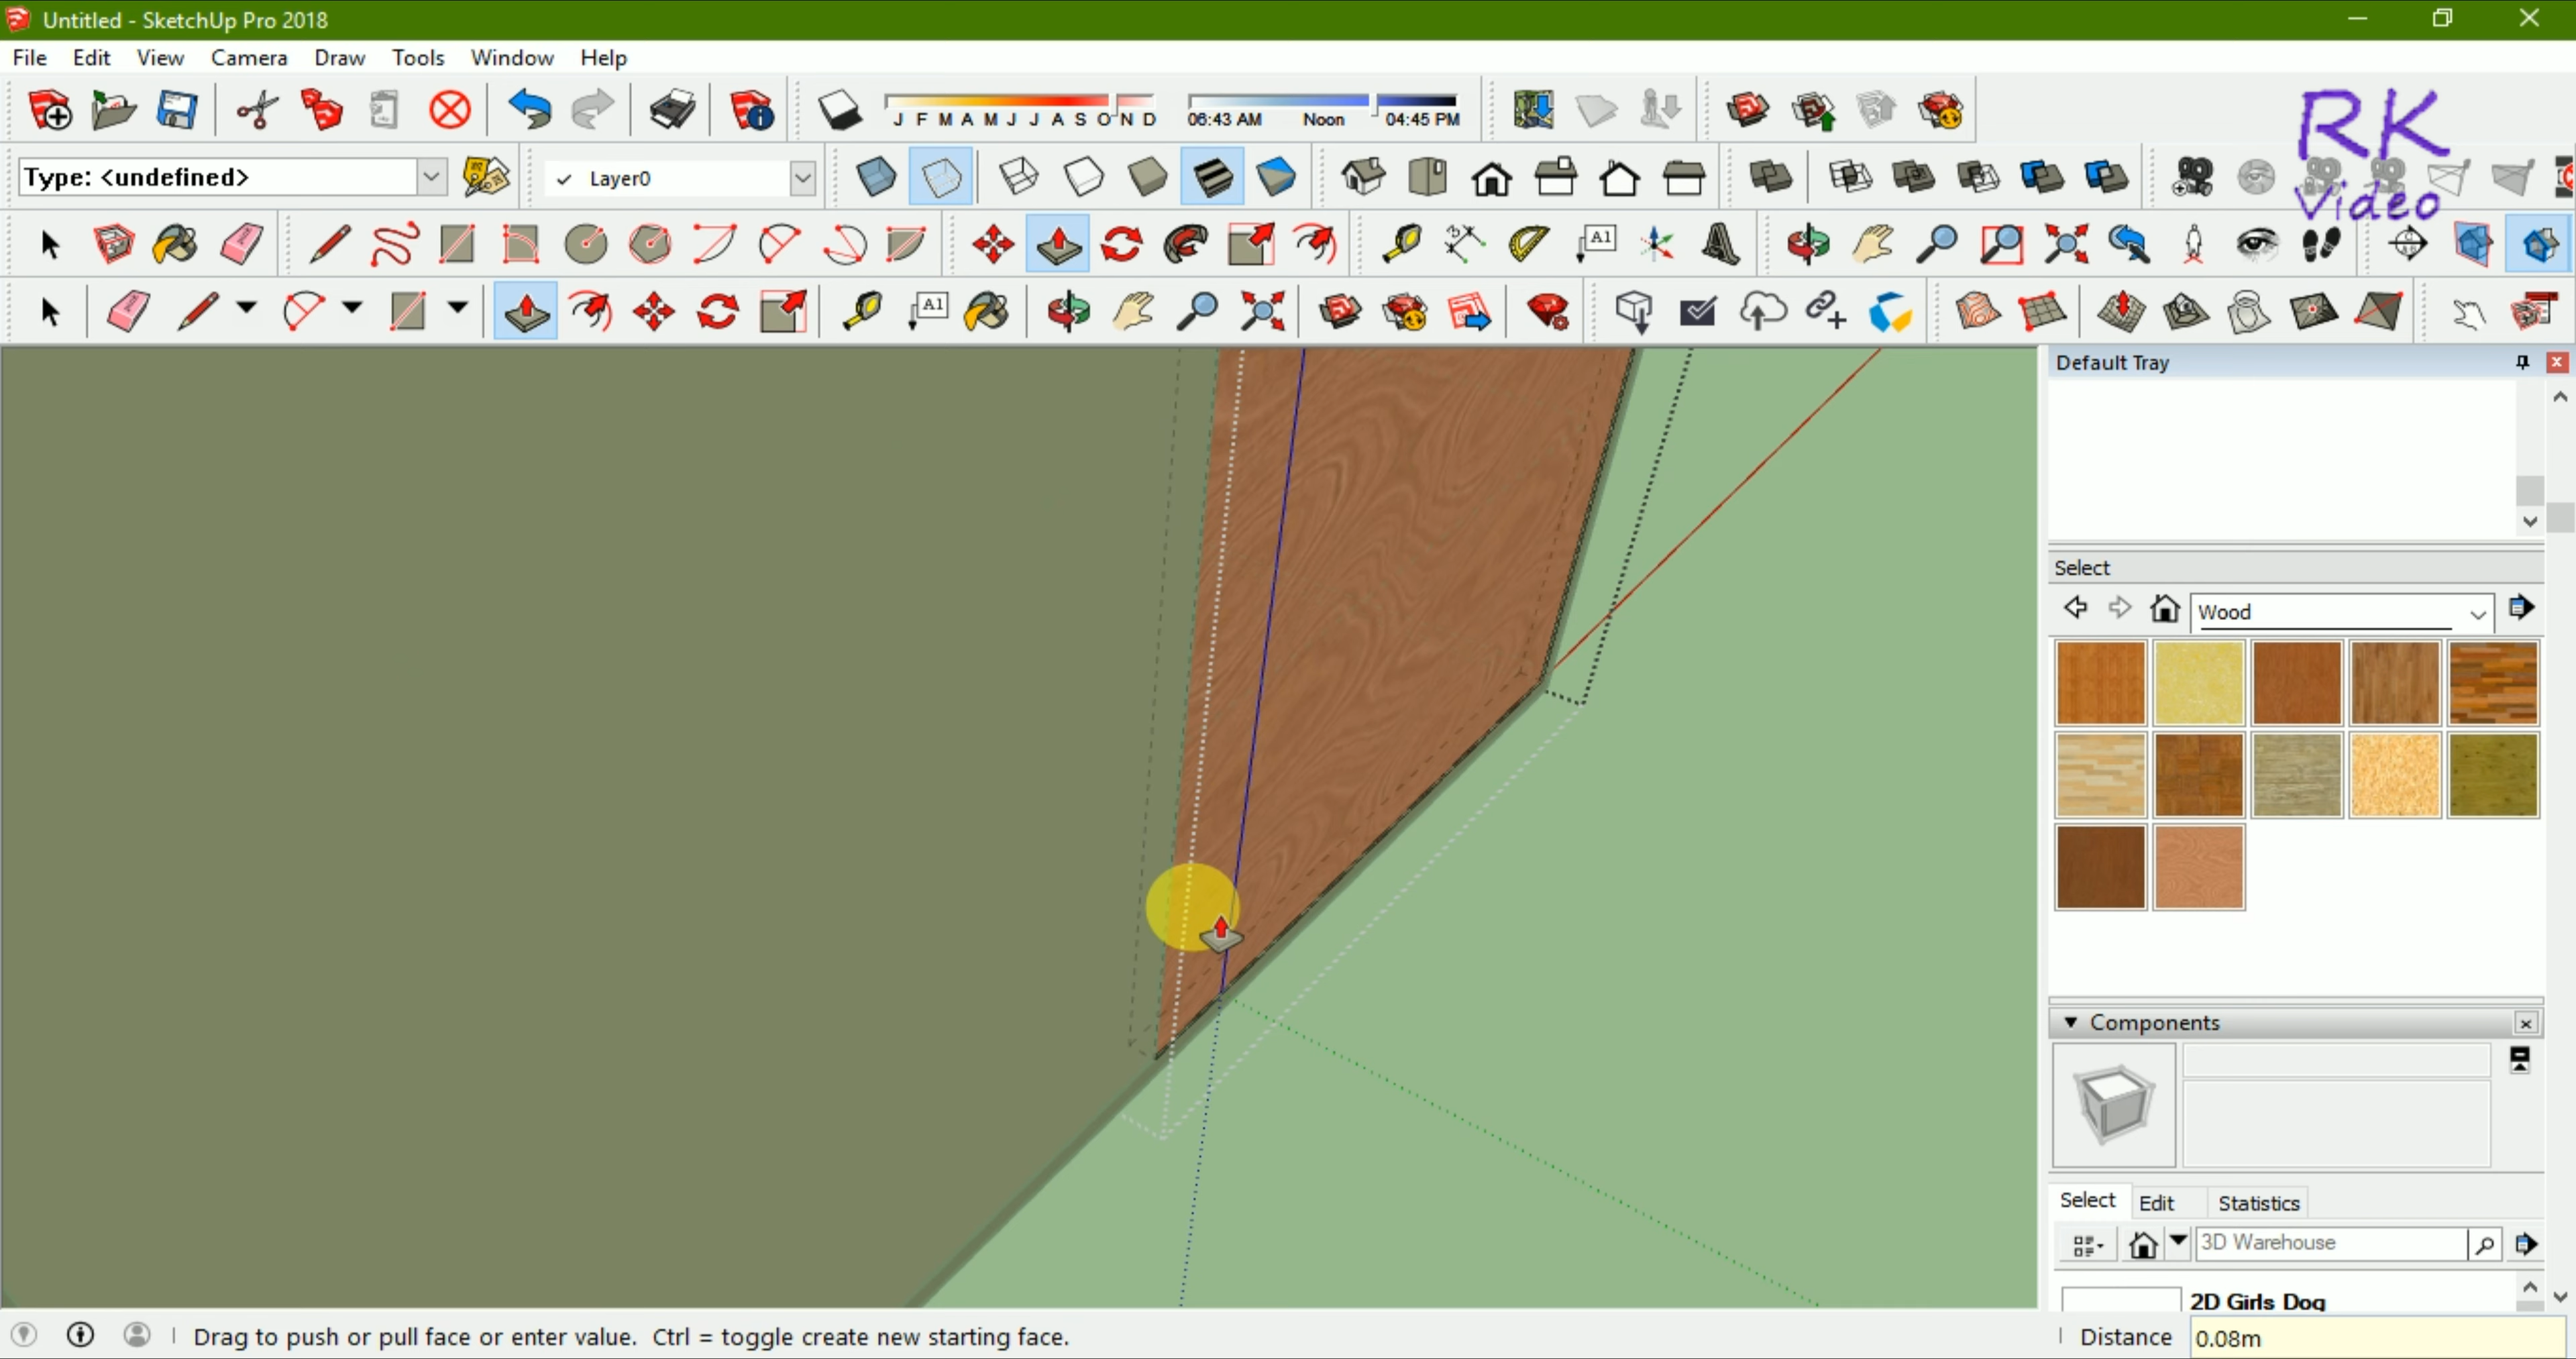 Untitled - SketchUp Pro 2018
File Edit View Camera Draw Tools Window Help
J F M A M J J A S O N D 06:43 AM Noon 04:45 PM
RK
Video
Type: <undefined> Layer0
A1
A1
Default Tray
Select
Wood
Components
Select Edit Statistics
3D Warehouse
2D Girls Dog
Drag to push or pull face or enter value. Ctrl = toggle create new starting face. Distance 0.08m